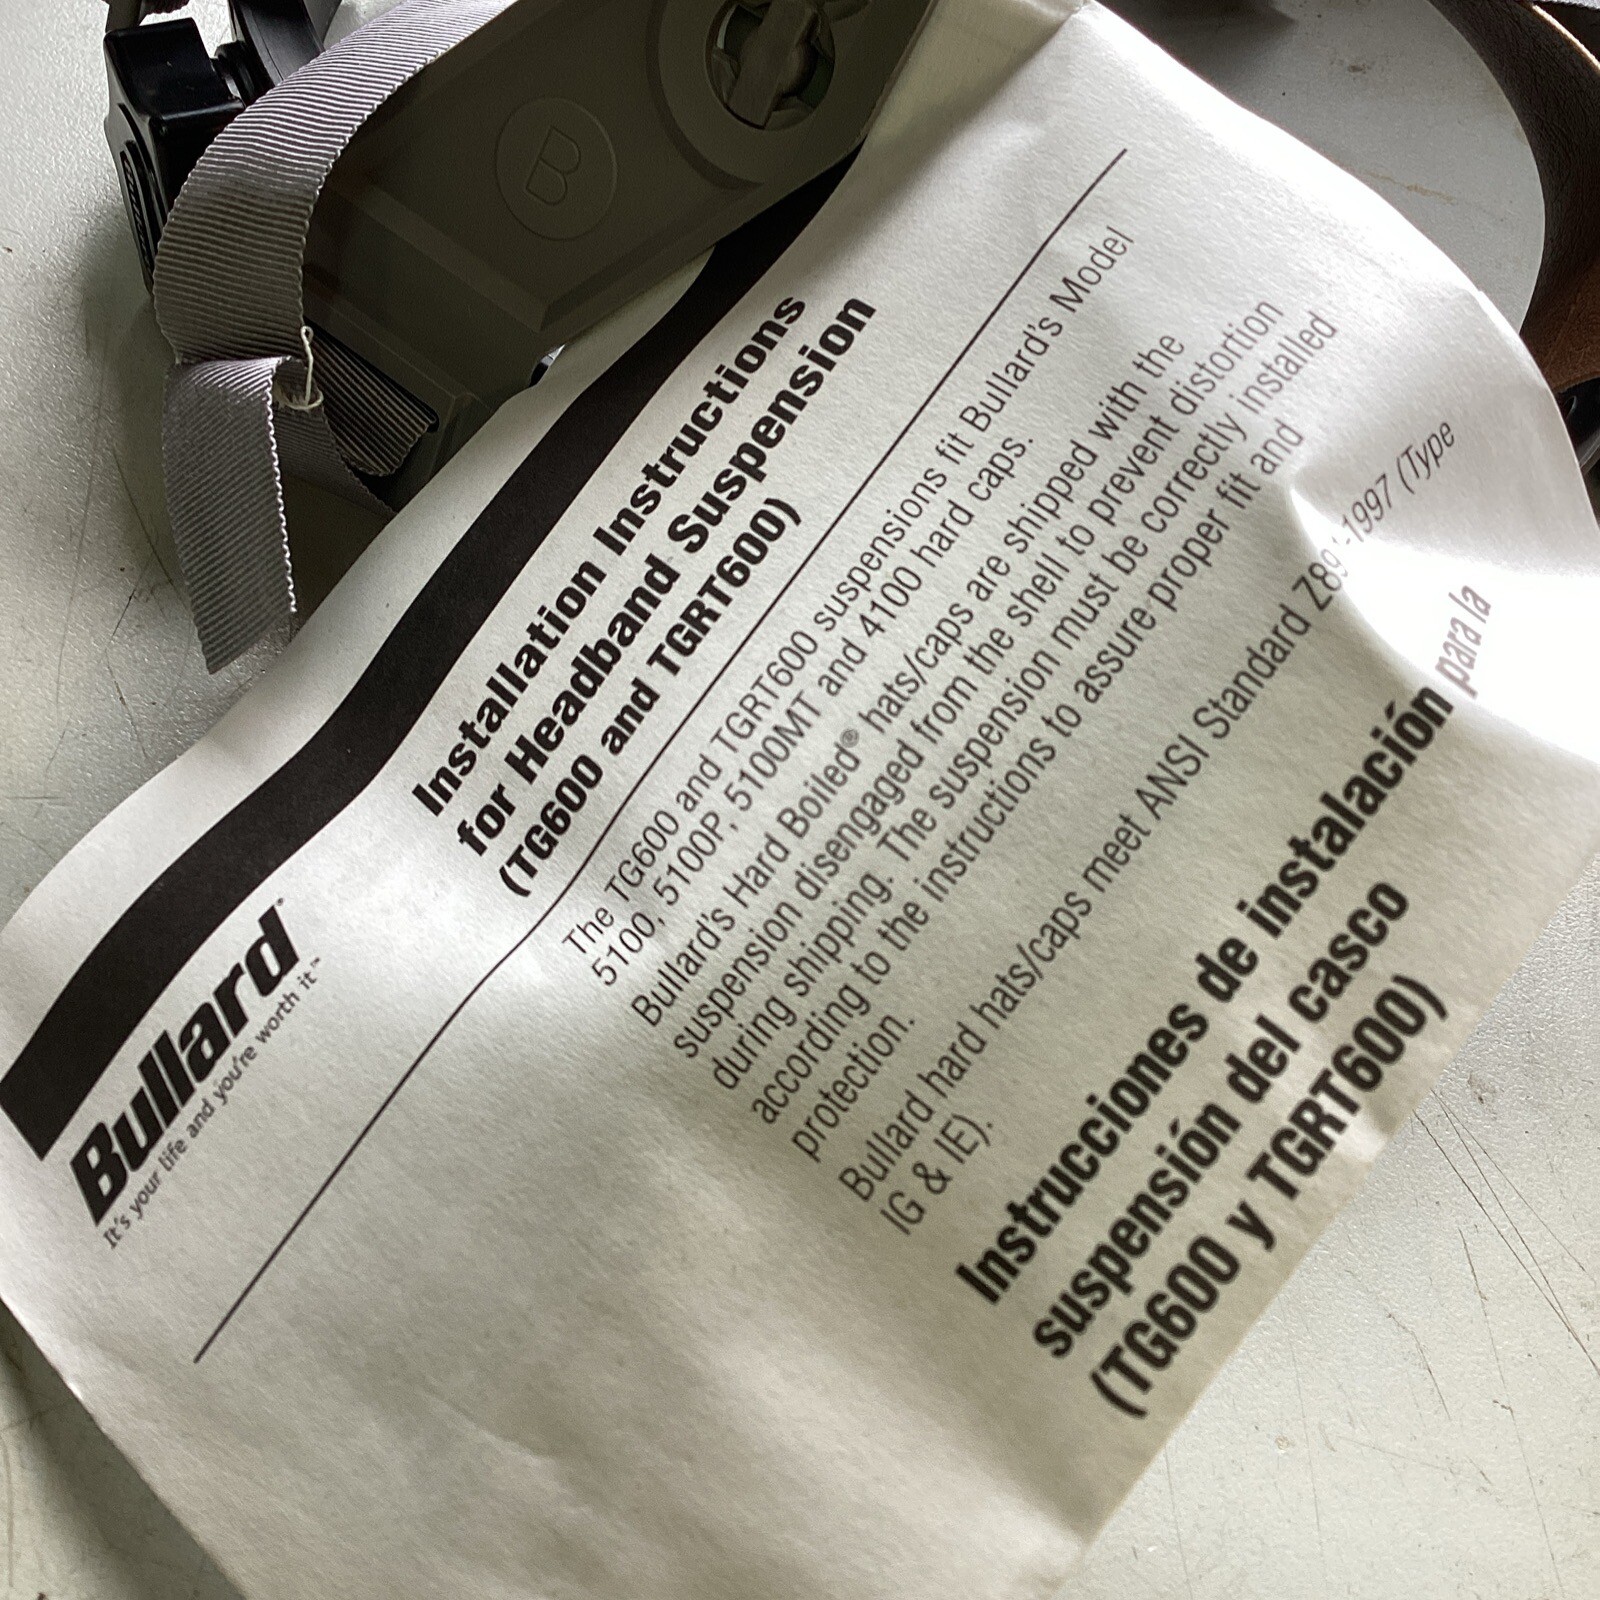 B
Bullard
It's your life and you're worth it™
Installation Instructions
for Headband Suspension
(TG600 and TGRT600)
The TG600 and TGRT600 suspensions fit Bullard's Model
5100, 5100P, 5100MT and 4100 hard caps.
Bullard's Hard Boiled® hats/caps are shipped with the
suspension disengaged from the shell to prevent distortion
during shipping. The suspension must be correctly installed
according to the instructions to assure proper fit and
protection.
Bullard hard hats/caps meet ANSI Standard Z89.1-1997 (Type
IG & IE).
Instrucciones de instalación para la
suspensión del casco
(TG600 y TGRT600)